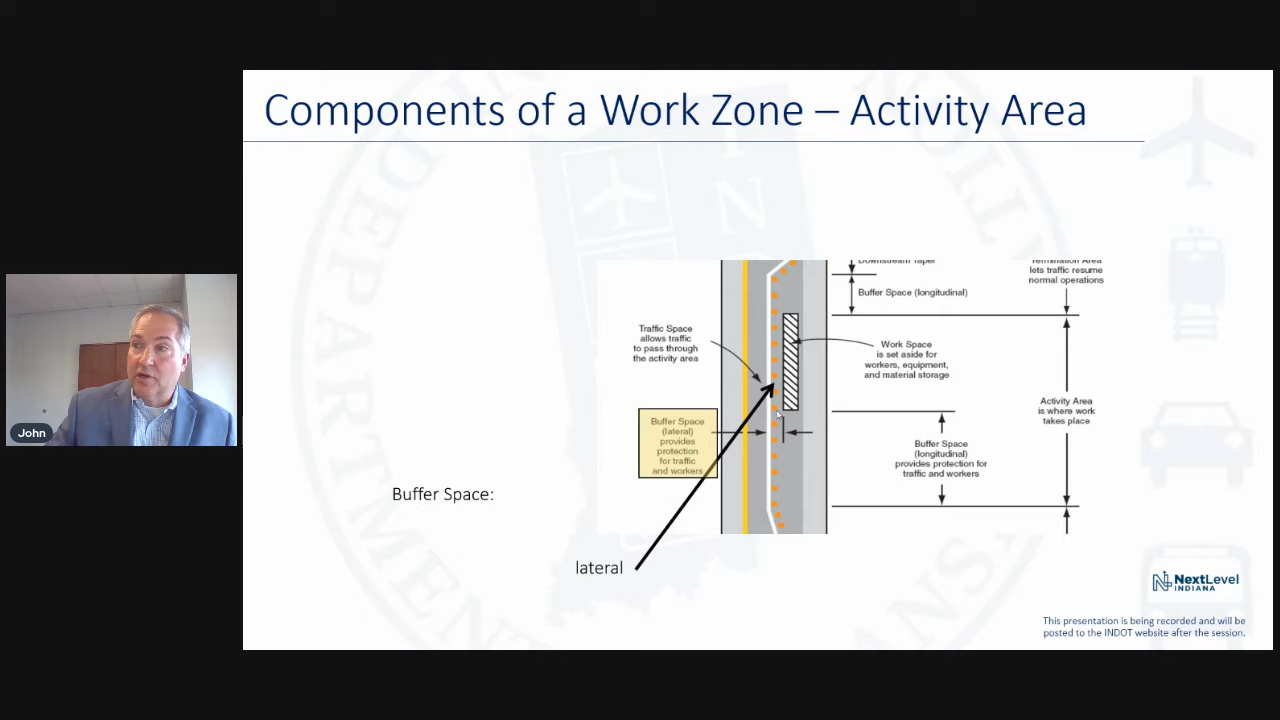 Components of a Work Zone – Activity Area
Downstream Taper
Buffer Space (longitudinal)
Termination Area
lets traffic resume
normal operations
Traffic Space
allows traffic
to pass through
the activity area
Work Space
is set aside for
workers, equipment,
and material storage
Activity Area
is where work
takes place
Buffer Space
(lateral)
provides
protection
for traffic
and workers
Buffer Space
(longitudinal)
provides protection for
traffic and workers
Buffer Space:
lateral
John
NextLevel
INDIANA
This presentation is being recorded and will be
posted to the INDOT website after the session.